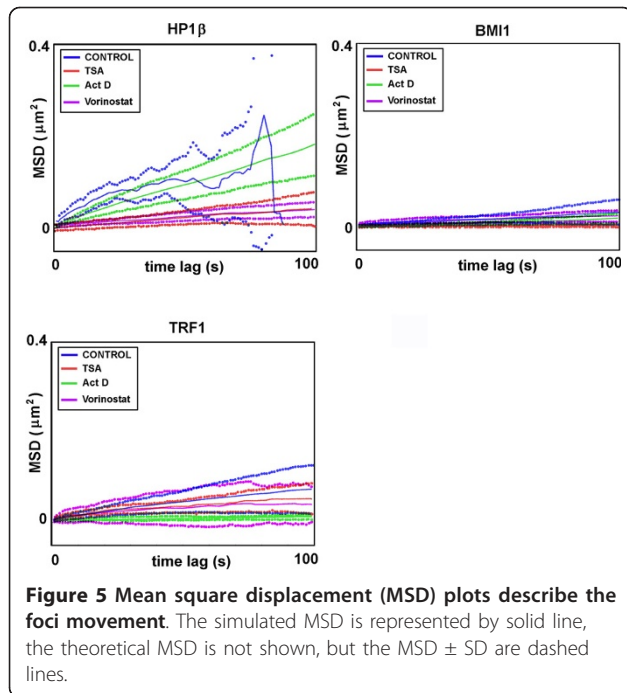 HP1β
0.4
CONTROL
TSA
Act D
Vorinostat
MSD (μm²)
0
0
100
time lag (s)
BMI1
0.4
CONTROL
TSA
Act D
Vorinostat
MSD (μm²)
0
0
100
time lag (s)
TRF1
0.4
CONTROL
TSA
Act D
Vorinostat
MSD (μm²)
0
0
100
time lag (s)
Figure 5 Mean square displacement (MSD) plots describe the
foci movement. The simulated MSD is represented by solid line,
the theoretical MSD is not shown, but the MSD ± SD are dashed
lines.